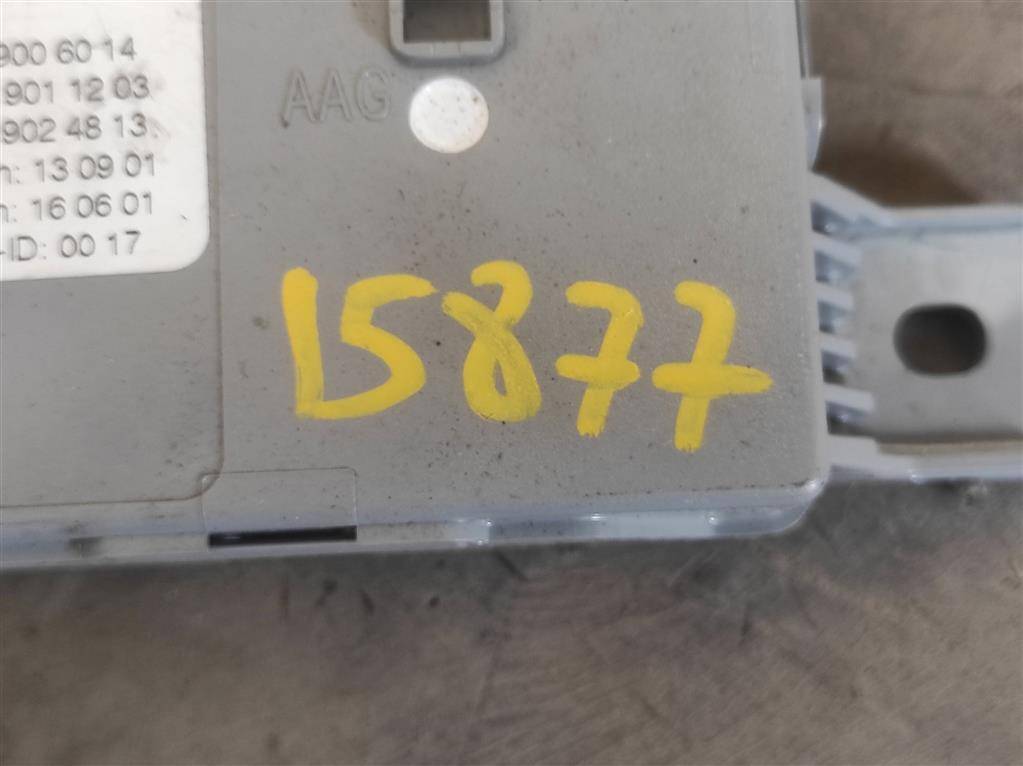 900 60 14
901 12 03
902 48 13
n: 13 09 01
n: 16 06 01
-ID: 00 17
AAG
15877